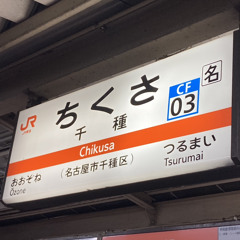 JR
ちくさ
千種
Chikusa
CF
03
名
おおぞね
Ozone
(名古屋市千種区)
つるまい
Tsurumai